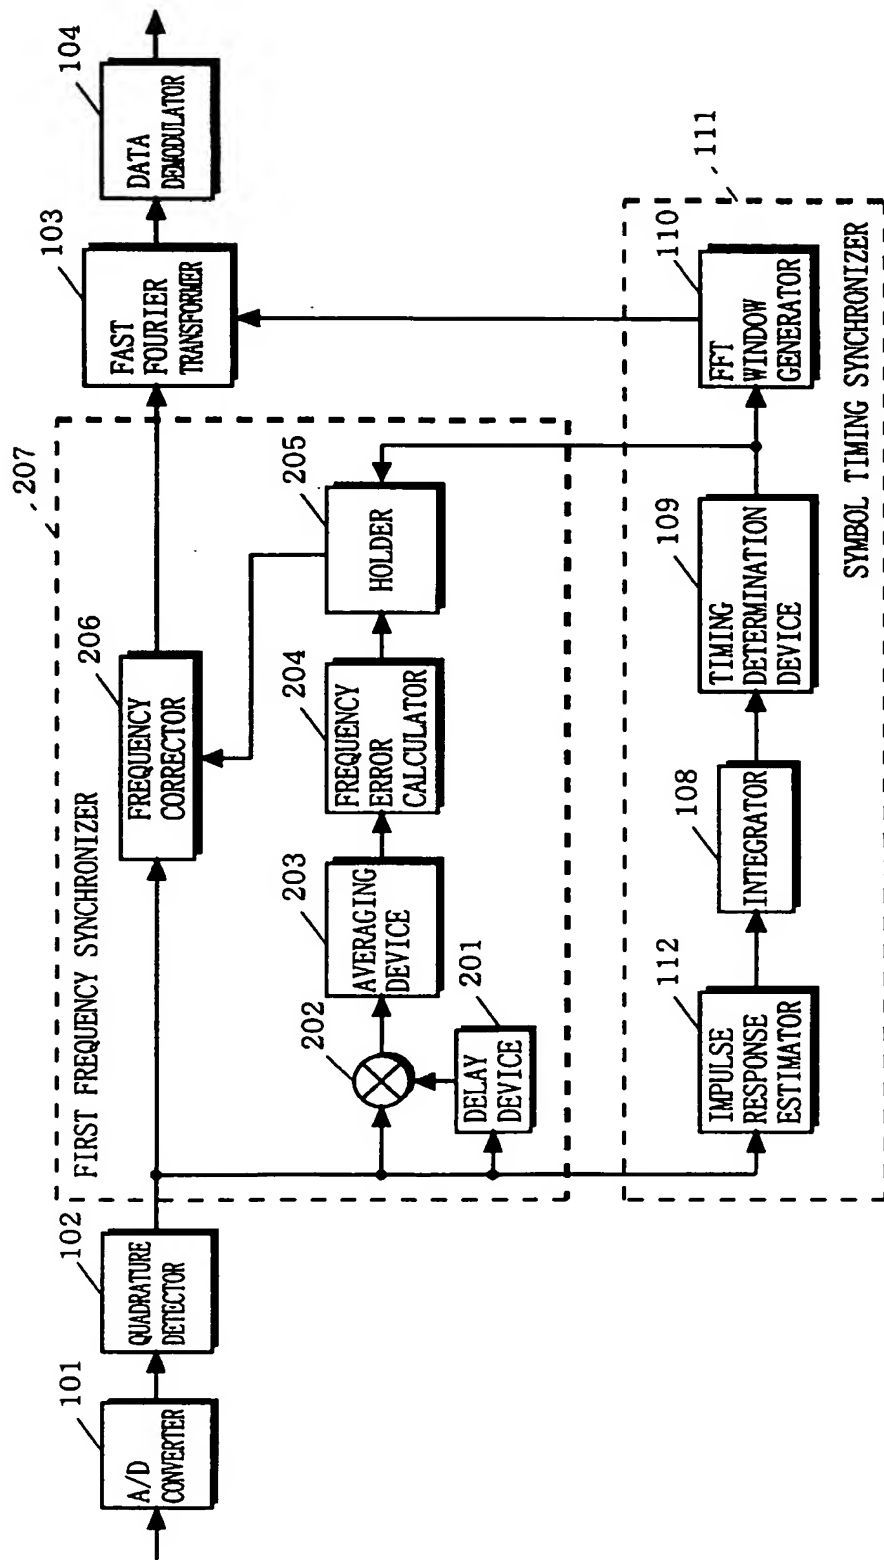 101
A/D
CONVERTER
102
QUADRATURE
DETECTOR
207
FIRST FREQUENCY SYNCHRONIZER
206
FREQUENCY
CORRECTOR
103
FAST
FOURIER
TRANSFORMER
104
DATA
DEMODULATOR
202
203
AVERAGING
DEVICE
204
FREQUENCY
ERROR
CALCULATOR
205
HOLDER
201
DELAY
DEVICE
111
112
IMPULSE
RESPONSE
ESTIMATOR
108
INTEGRATOR
109
TIMING
DETERMINATION
DEVICE
110
FFT
WINDOW
GENERATOR
SYMBOL TIMING SYNCHRONIZER